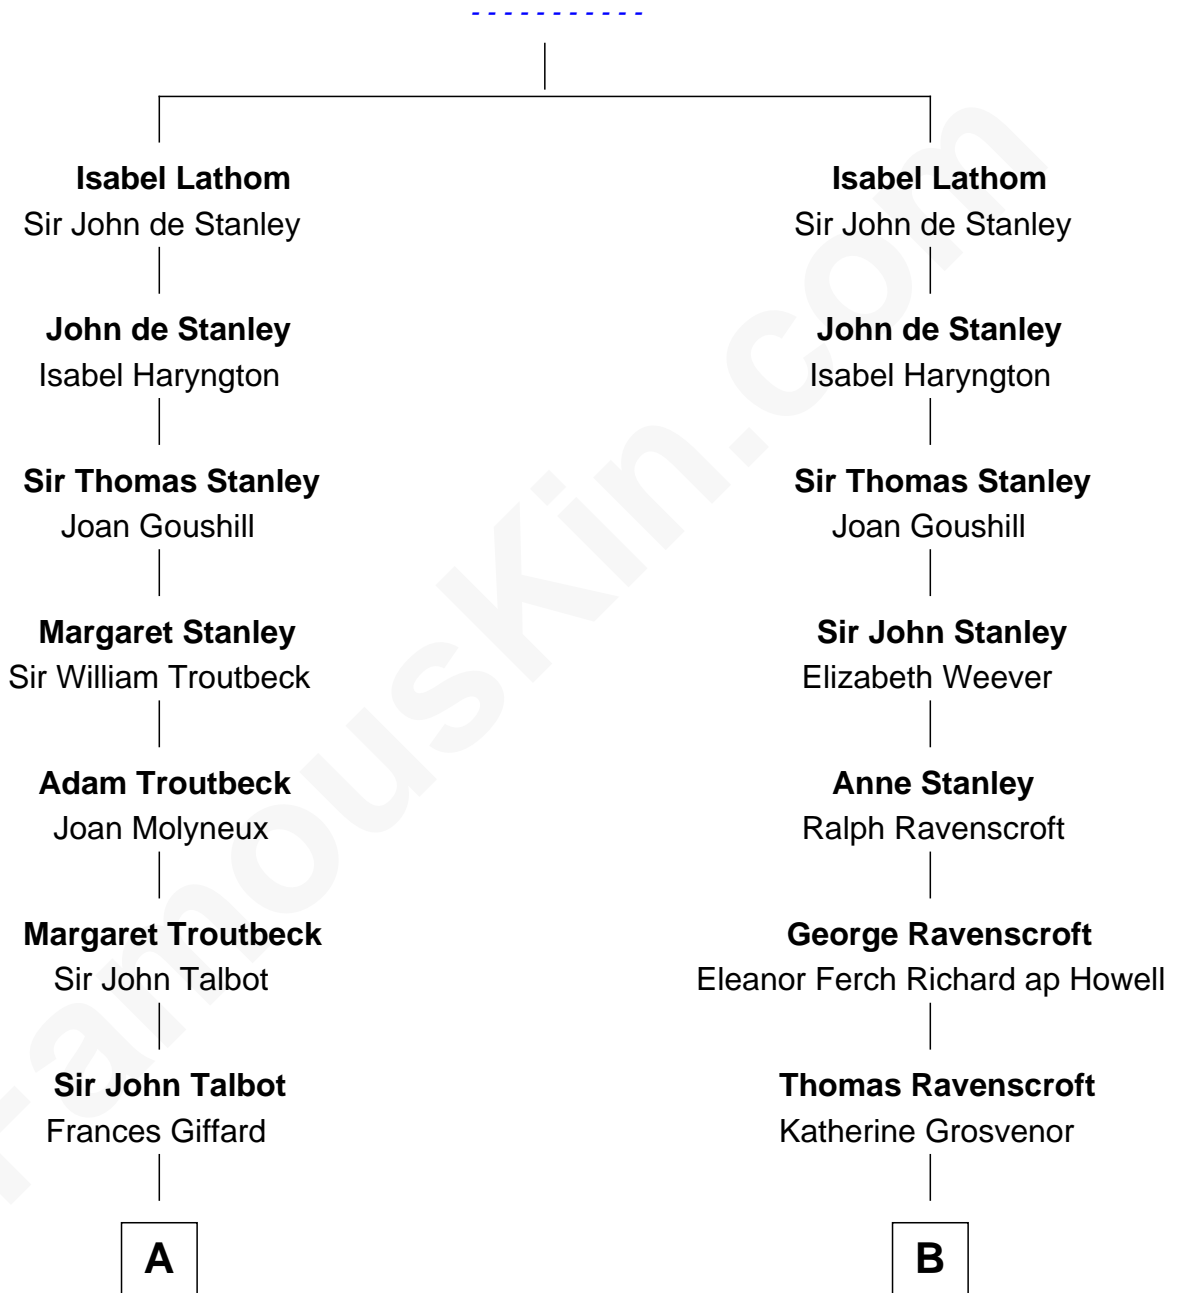 - - - - - - - - - - -
Isabel Lathom
Sir John de Stanley
Isabel Lathom
Sir John de Stanley
John de Stanley
Isabel Haryngton
John de Stanley
Isabel Haryngton
Sir Thomas Stanley
Joan Goushill
Sir Thomas Stanley
Joan Goushill
Margaret Stanley
Sir William Troutbeck
Sir John Stanley
Elizabeth Weever
Adam Troutbeck
Joan Molyneux
Anne Stanley
Ralph Ravenscroft
Margaret Troutbeck
Sir John Talbot
George Ravenscroft
Eleanor Ferch Richard ap Howell
Sir John Talbot
Frances Giffard
Thomas Ravenscroft
Katherine Grosvenor
A
B
FamousKin.com